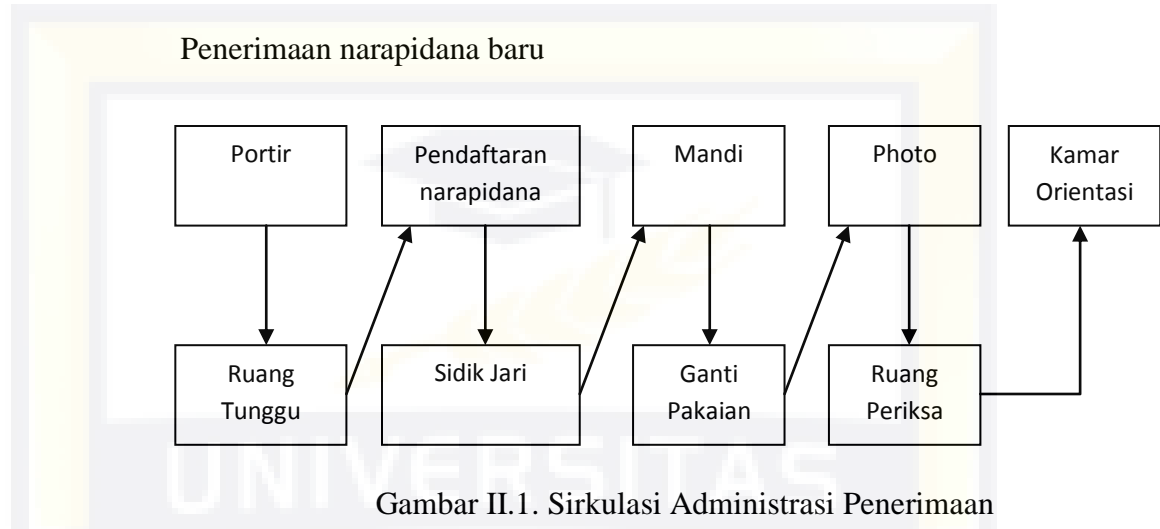 Penerimaan narapidana baru
Portir
Pendaftaran
narapidana
Mandi
Photo
Kamar
Orientasi
Ruang
Tunggu
Sidik Jari
Ganti
Pakaian
Ruang
Periksa
UNIVERSITAS
Gambar II.1. Sirkulasi Administrasi Penerimaan